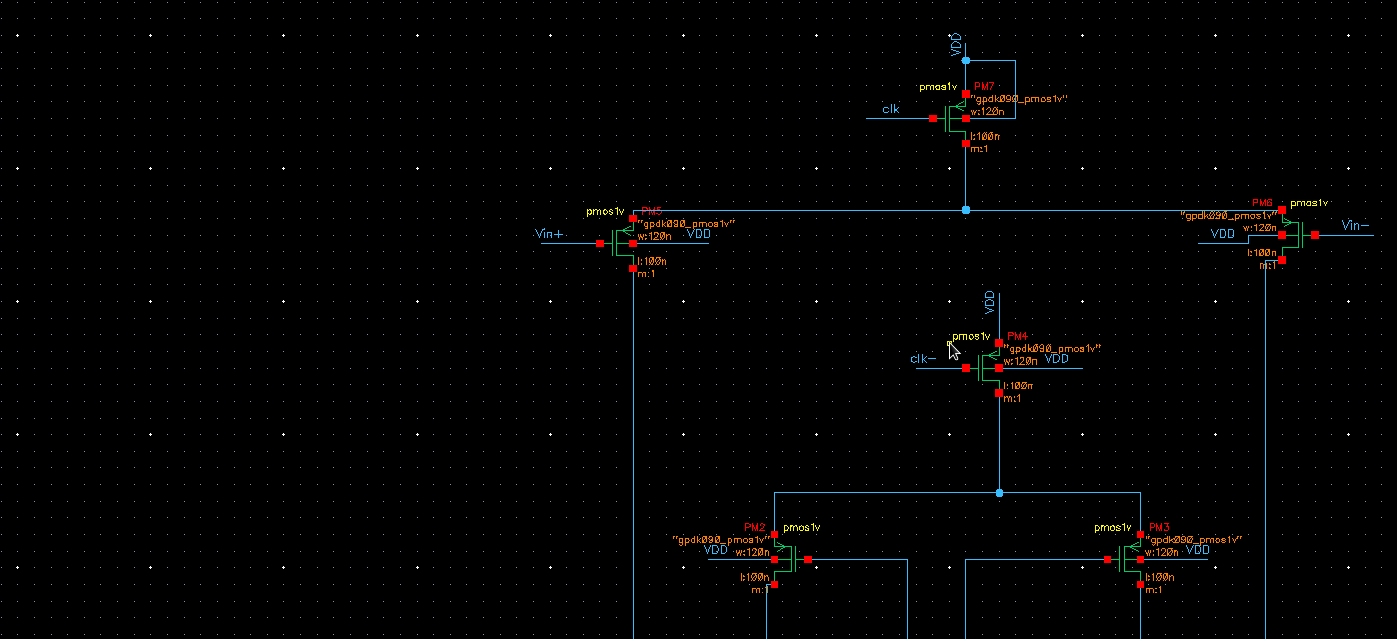 VDD
pmos1v PM7
"gpdk090_pmos1v"
clk w:120n
l:100n
m:1
pmos1v PM5
"gpdk090_pmos1v"
Vin+ w:120n VDD
l:100n
m:1
PM6 pmos1v
"gpdk090_pmos1v"
VDD w:120n Vin-
l:100n
m:1
VDD
pmos1v PM4
"gpdk090_pmos1v"
clk- w:120n VDD
l:100n
m:1
PM2 pmos1v
"gpdk090_pmos1v"
VDD w:120n
l:100n
m:1
pmos1v PM3
"gpdk090_pmos1v"
w:120n VDD
l:100n
m:1